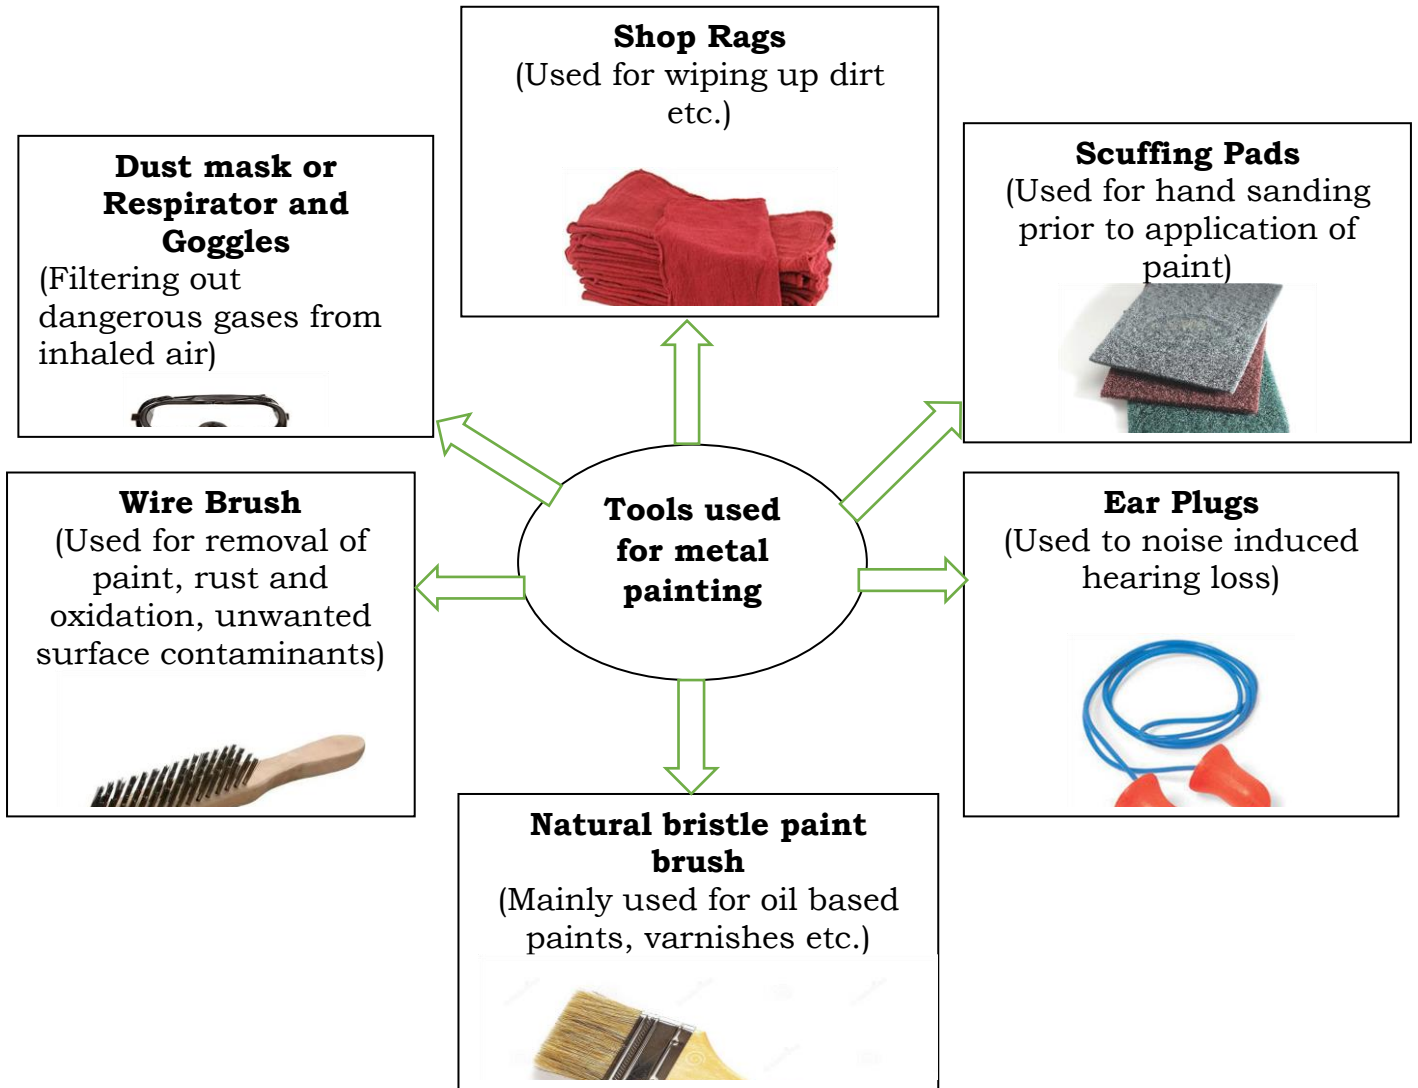 Shop Rags
(Used for wiping up dirt
etc.)
Dust mask or
Respirator and
Goggles
(Filtering out
dangerous gases from
inhaled air)
Scuffing Pads
(Used for hand sanding
prior to application of
paint)
Wire Brush
(Used for removal of
paint, rust and
oxidation, unwanted
surface contaminants)
Tools used
for metal
painting
Ear Plugs
(Used to noise induced
hearing loss)
Natural bristle paint
brush
(Mainly used for oil based
paints, varnishes etc.)